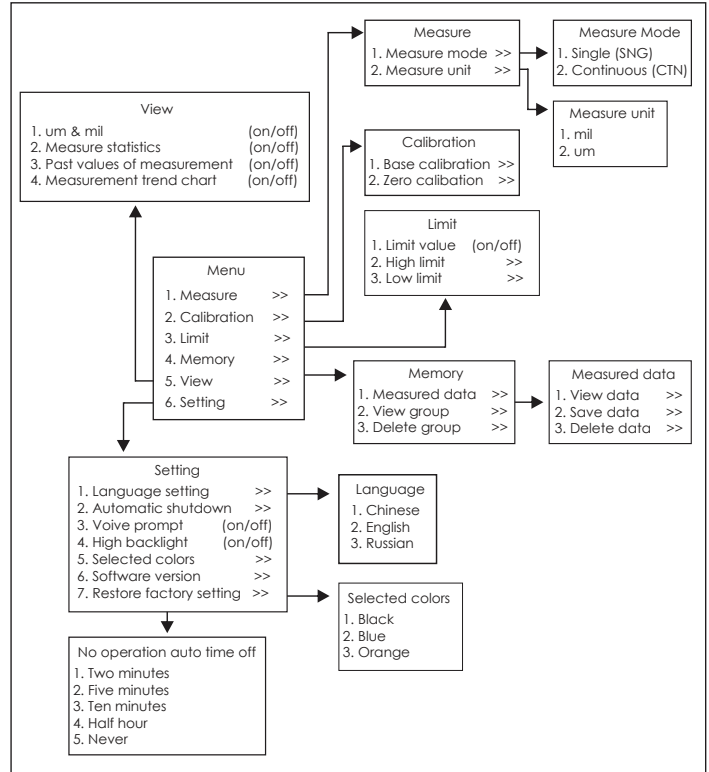 Measure
1. Measure mode >>
2. Measure unit >>
Measure Mode
1. Single (SNG)
2. Continuous (CTN)
Measure unit
1. mil
2. um
View
1. um & mil (on/off)
2. Measure statistics (on/off)
3. Past values of measurement (on/off)
4. Measurement trend chart (on/off)
Calibration
1. Base calibration >>
2. Zero calibation >>
Limit
1. Limit value (on/off)
2. High limit >>
3. Low limit >>
Menu
1. Measure >>
2. Calibration >>
3. Limit >>
4. Memory >>
5. View >>
6. Setting >>
Memory
1. Measured data >>
2. View group >>
3. Delete group >>
Measured data
1. View data >>
2. Save data >>
3. Delete data >>
Setting
1. Language setting >>
2. Automatic shutdown >>
3. Voive prompt (on/off)
4. High backlight (on/off)
5. Selected colors >>
6. Software version >>
7. Restore factory setting >>
Language
1. Chinese
2. English
3. Russian
Selected colors
1. Black
2. Blue
3. Orange
No operation auto time off
1. Two minutes
2. Five minutes
3. Ten minutes
4. Half hour
5. Never